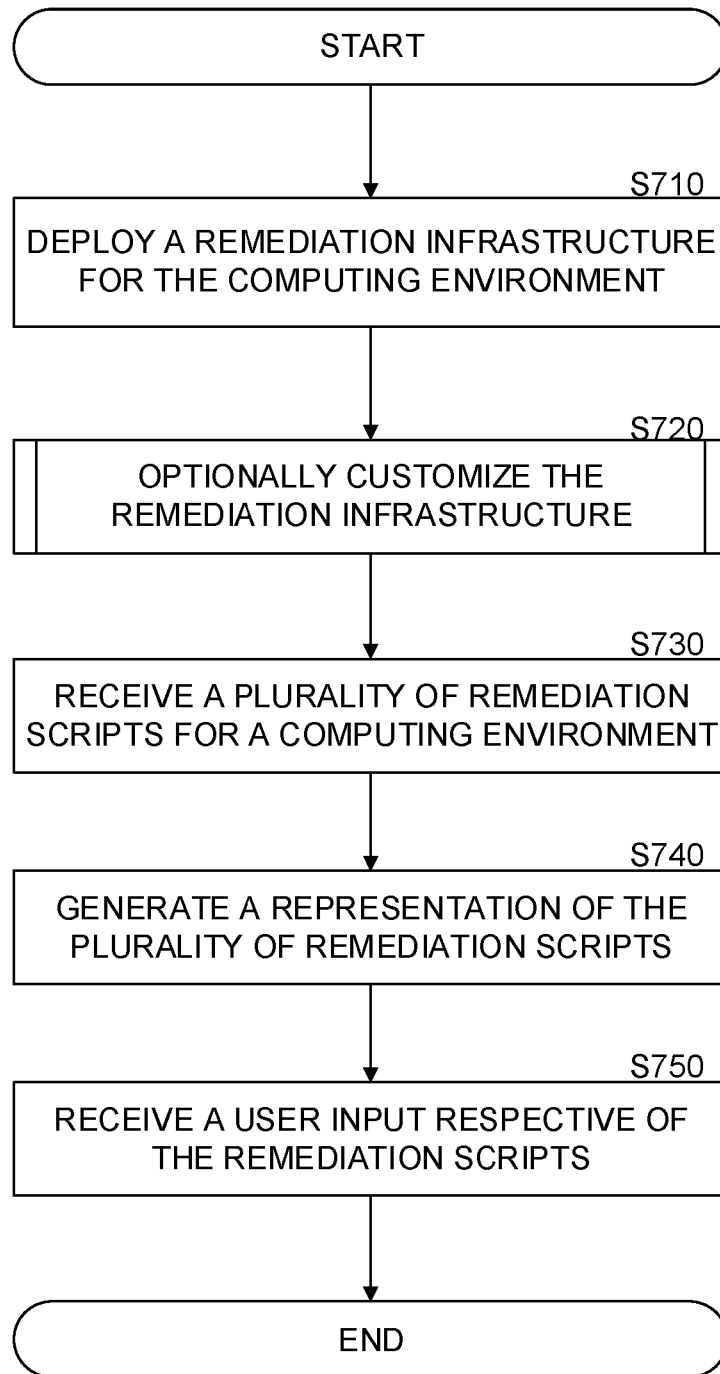 START
S710
DEPLOY A REMEDIATION INFRASTRUCTURE
FOR THE COMPUTING ENVIRONMENT
S720
OPTIONALLY CUSTOMIZE THE
REMEDIATION INFRASTRUCTURE
S730
RECEIVE A PLURALITY OF REMEDIATION
SCRIPTS FOR A COMPUTING ENVIRONMENT
S740
GENERATE A REPRESENTATION OF THE
PLURALITY OF REMEDIATION SCRIPTS
S750
RECEIVE A USER INPUT RESPECTIVE OF
THE REMEDIATION SCRIPTS
END